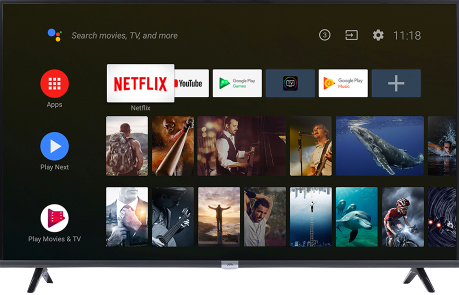 Search movies, TV, and more
3
11:18
Apps
NETFLIX
YouTube
Google Play
Games
Google Play
Music
Netflix
Play Next
Play Movies & TV